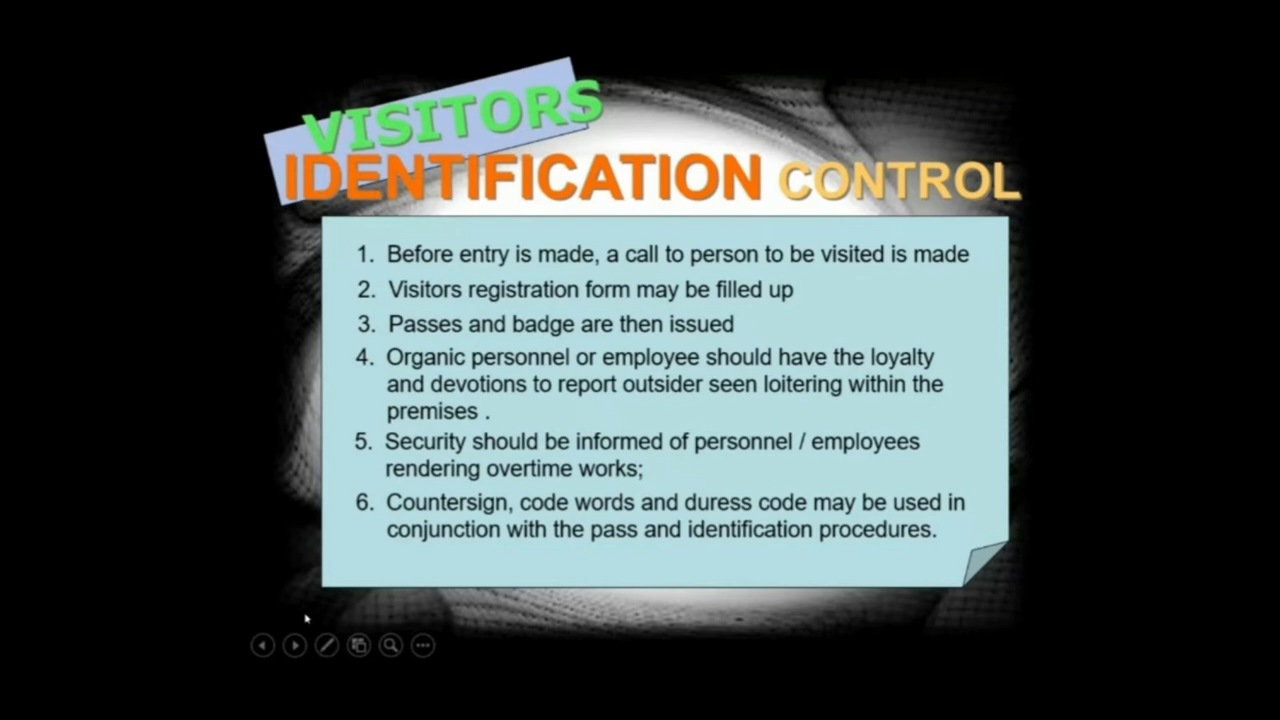 VISITORS
IDENTIFICATION CONTROL
1. Before entry is made, a call to person to be visited is made
2. Visitors registration form may be filled up
3. Passes and badge are then issued
4. Organic personnel or employee should have the loyalty
and devotions to report outsider seen loitering within the
premises .
5. Security should be informed of personnel / employees
rendering overtime works;
6. Countersign, code words and duress code may be used in
conjunction with the pass and identification procedures.